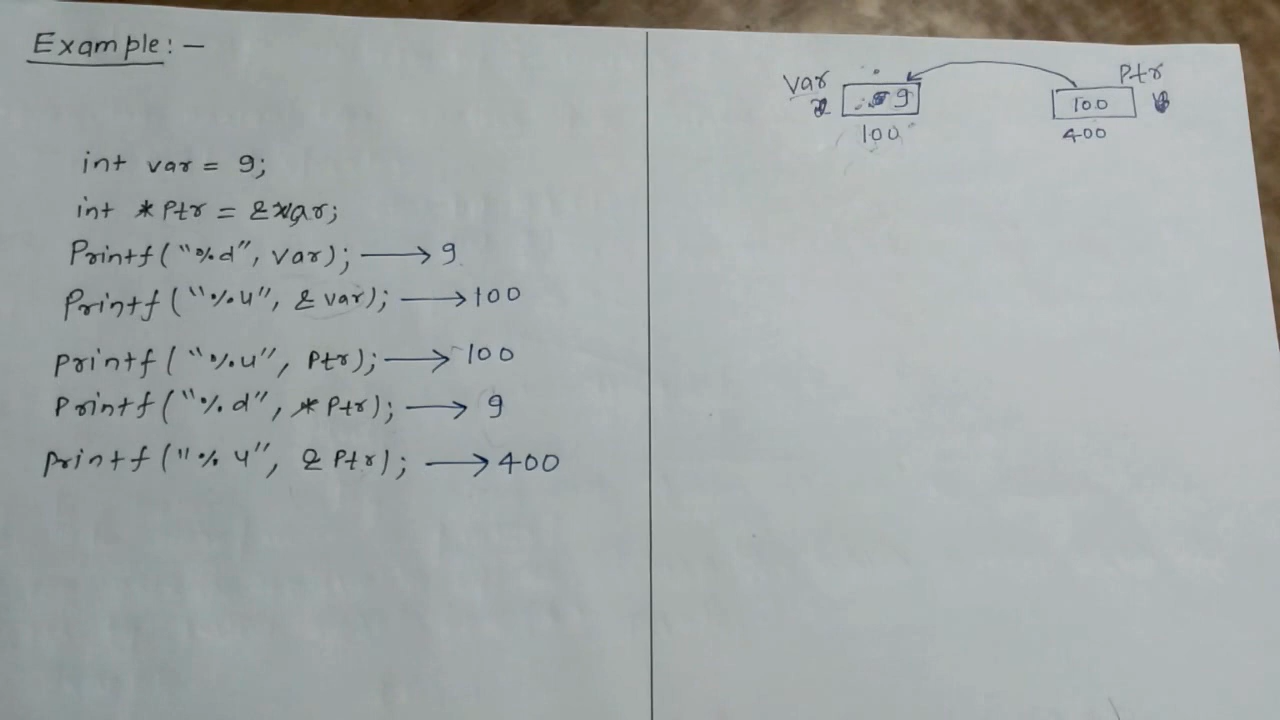 Example:-
int var = 9;
int *Ptr = &var;
Printf("%d", var); → 9
Printf("%u", &var); → 100
printf("%u", Ptr); → 100
Printf("%d", *Ptr); → 9
printf("%u", &Ptr); → 400
var
9
100
Ptr
100
400